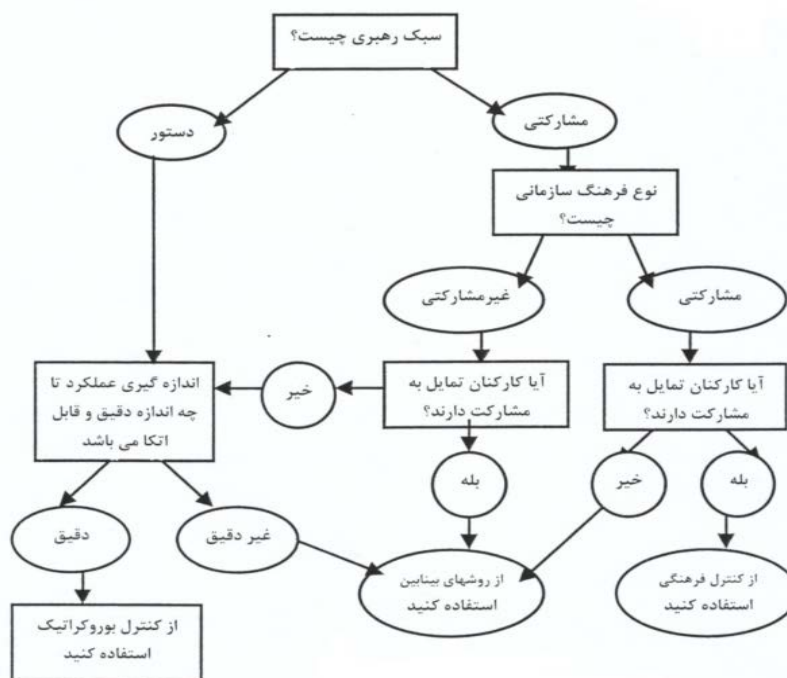 سبک رهبری چیست؟
دستور
مشارکتی
نوع فرهنگ سازمانی
چیست؟
غیرمشارکتی
مشارکتی
اندازه گیری عملکرد تا
چه اندازه دقیق و قابل
اتکا می باشد
خیر
آیا کارکنان تمایل به
مشارکت دارند؟
آیا کارکنان تمایل به
مشارکت دارند؟
بله
خیر
بله
دقیق
غیر دقیق
از روشهای بینابین
استفاده کنید
از کنترل فرهنگی
استفاده کنید
از کنترل بوروکراتیک
استفاده کنید